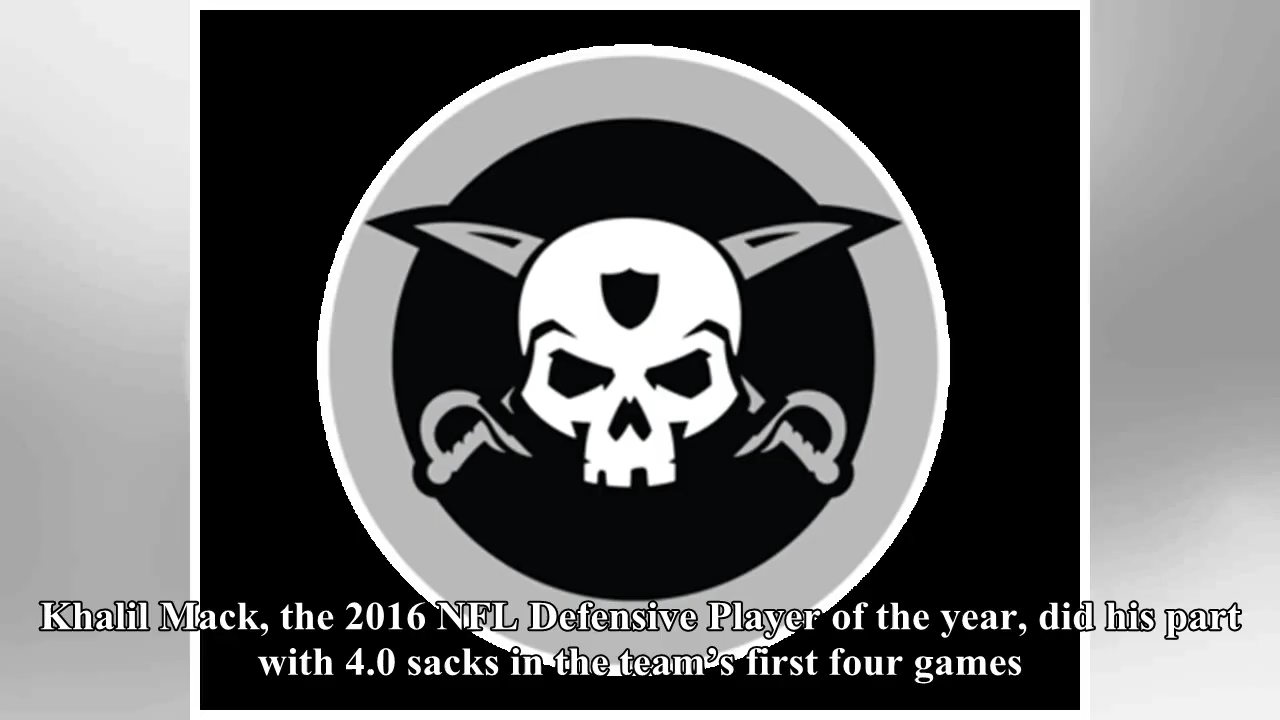 Khalil Mack, the 2016 NFL Defensive Player of the year, did his part
with 4.0 sacks in the team’s first four games